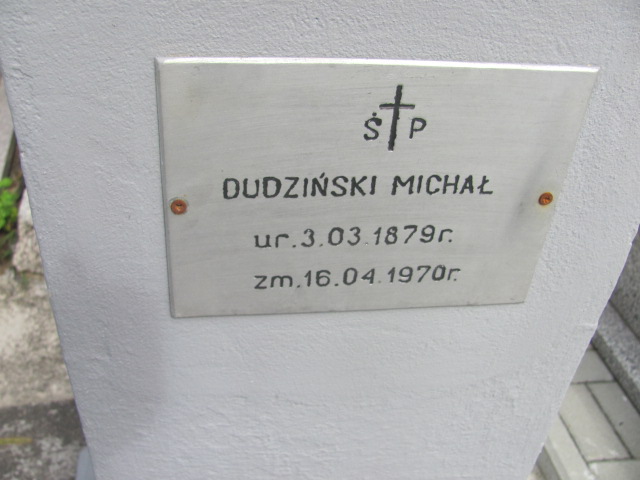 Ś P
DUDZIŃSKI MICHAŁ
ur. 3.03.1879r.
zm. 16.04.1970r.